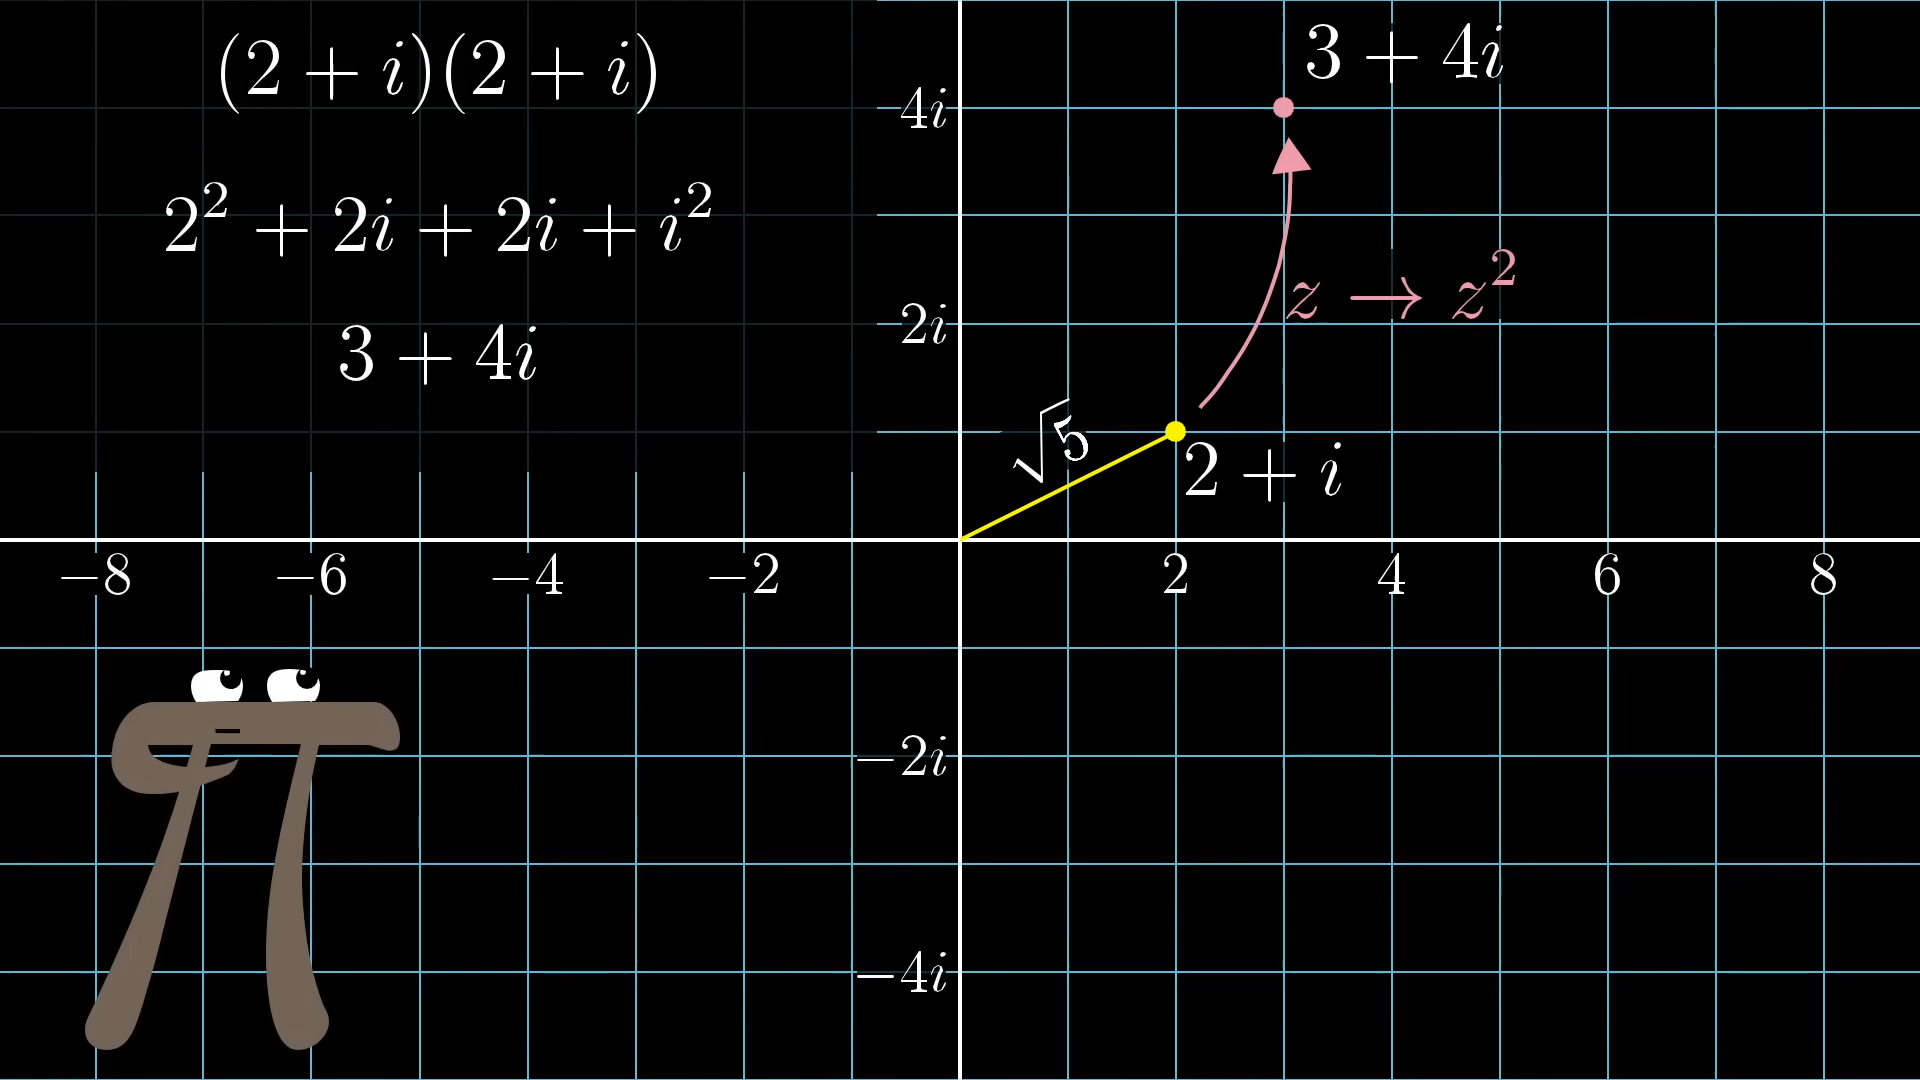 (2 + i)(2 + i)
2² + 2i + 2i + i²
3 + 4i
3 + 4i
4i
z → z²
2i
√5
2 + i
−8 −6 −4 −2 2 4 6 8
−2i
−4i